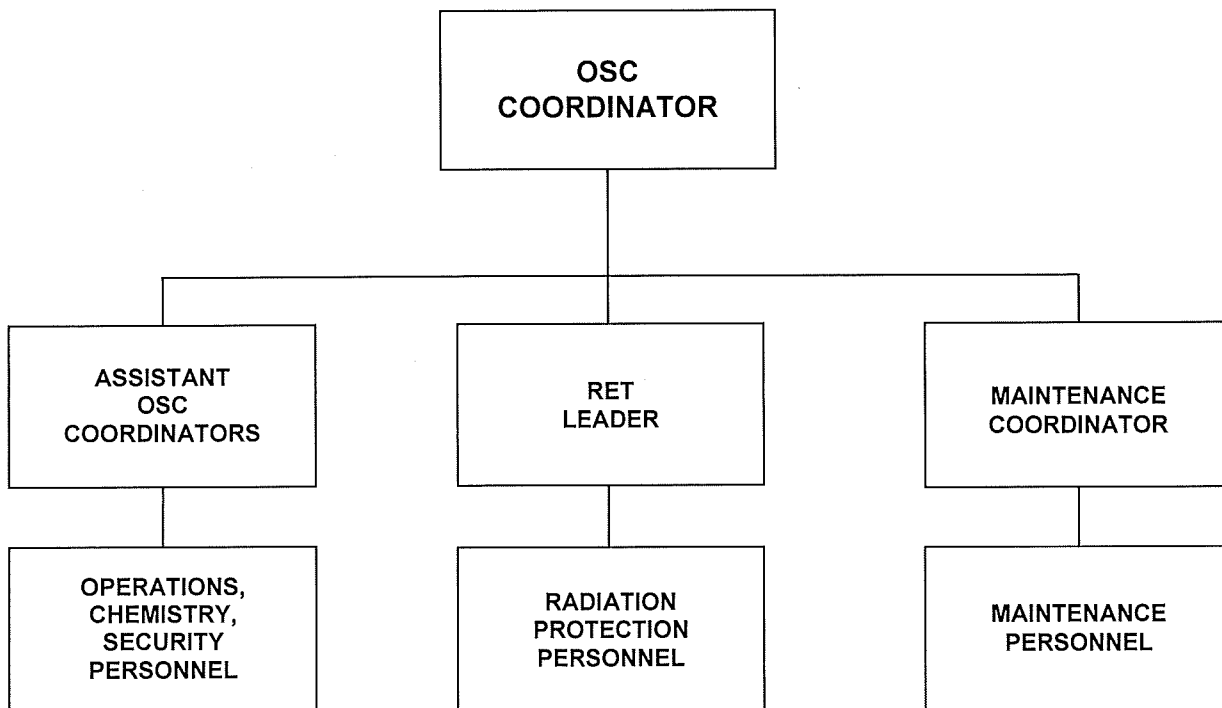 OSC
COORDINATOR
ASSISTANT
OSC
COORDINATORS
RET
LEADER
MAINTENANCE
COORDINATOR
OPERATIONS,
CHEMISTRY,
SECURITY
PERSONNEL
RADIATION
PROTECTION
PERSONNEL
MAINTENANCE
PERSONNEL